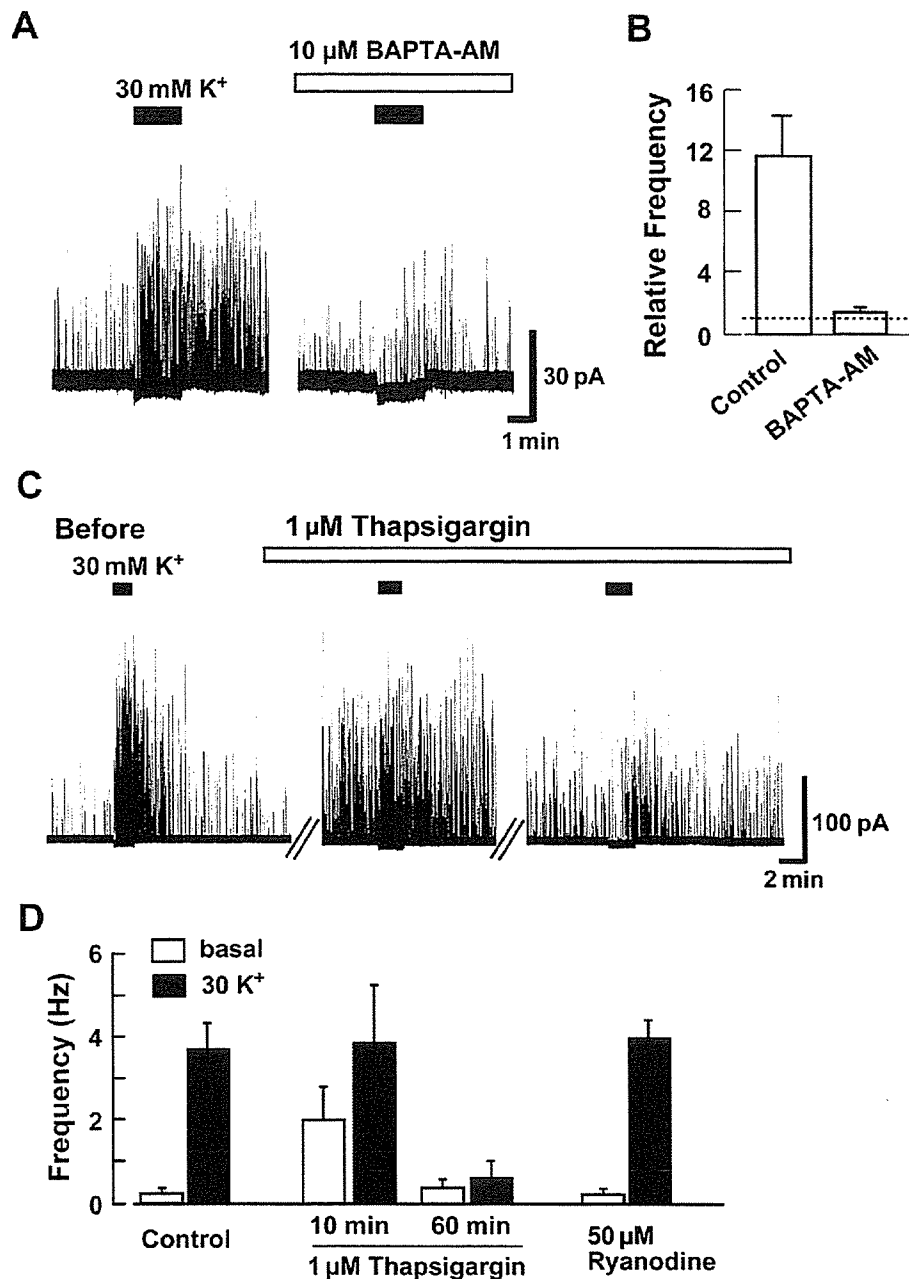 A
10 µM BAPTA-AM
30 mM K⁺
30 pA
1 min
B
Relative Frequency
16
12
8
4
0
Control
BAPTA-AM
C
Before
1 µM Thapsigargin
30 mM K⁺
100 pA
2 min
D
basal
30 K⁺
Frequency (Hz)
6
4
2
0
Control
10 min
60 min
1 µM Thapsigargin
50 µM
Ryanodine